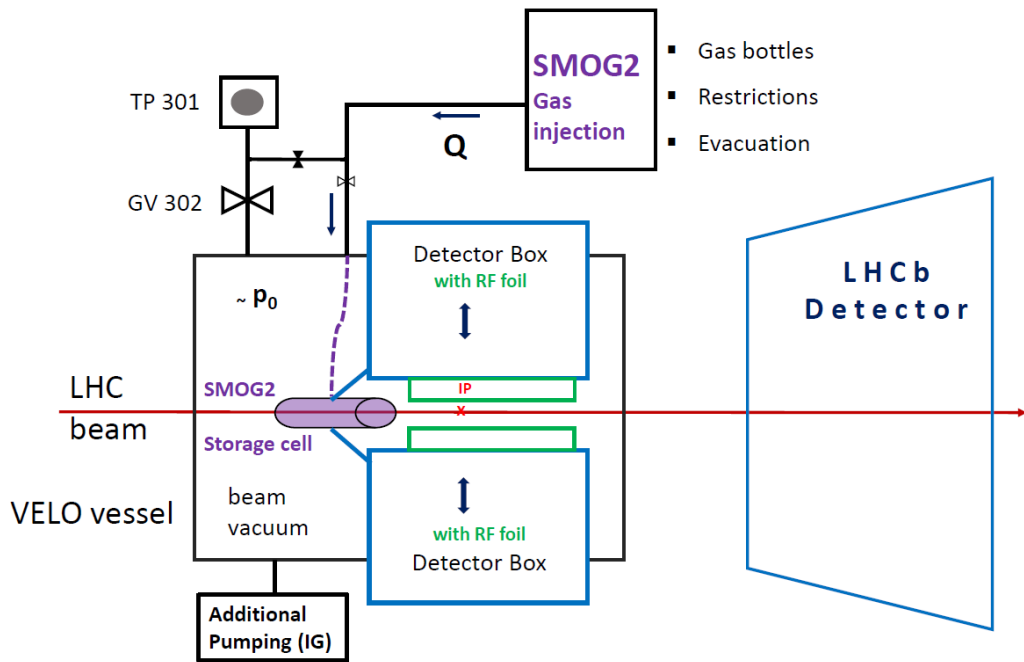 SMOG2
Gas
injection
▪ Gas bottles
▪ Restrictions
▪ Evacuation
TP 301
Q
GV 302
Detector Box
with RF foil
~ p₀
LHCb
Detector
IP
x
LHC
beam
SMOG2
Storage cell
VELO vessel
beam
vacuum
with RF foil
Detector Box
Additional
Pumping (IG)